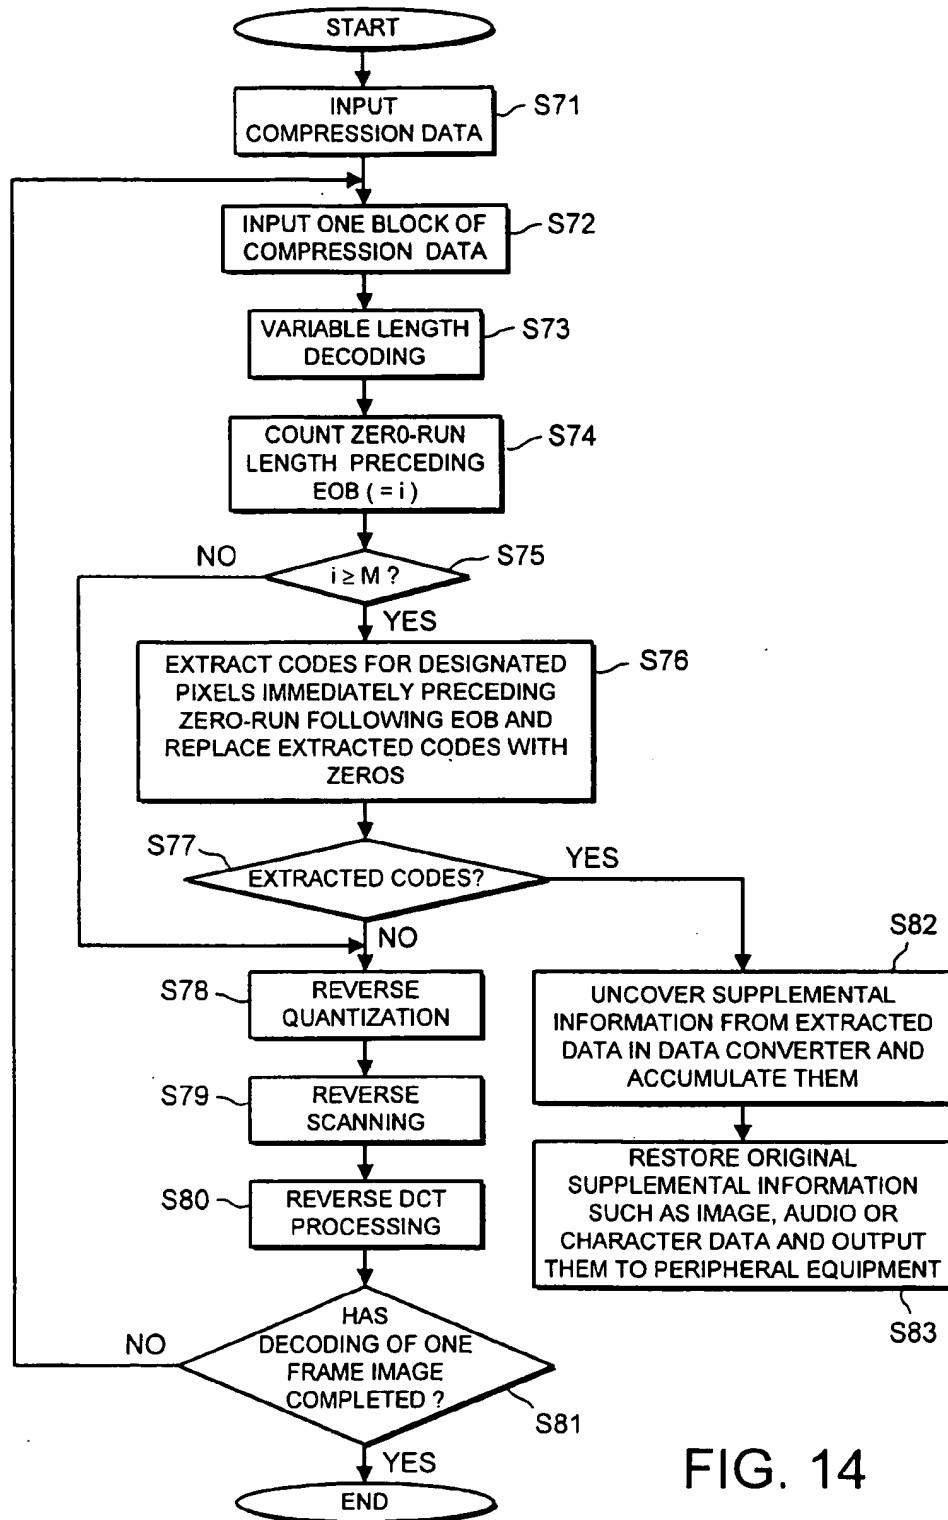 START
INPUT
COMPRESSION DATA
S71
INPUT ONE BLOCK OF
COMPRESSION DATA
S72
VARIABLE LENGTH
DECODING
S73
COUNT ZER0-RUN
LENGTH PRECEDING
EOB ( = i )
S74
NO
i ≥ M ?
S75
YES
EXTRACT CODES FOR DESIGNATED
PIXELS IMMEDIATELY PRECEDING
ZERO-RUN FOLLOWING EOB AND
REPLACE EXTRACTED CODES WITH
ZEROS
S76
S77
EXTRACTED CODES?
YES
NO
S78
REVERSE
QUANTIZATION
S79
REVERSE
SCANNING
S80
REVERSE DCT
PROCESSING
S82
UNCOVER SUPPLEMENTAL
INFORMATION FROM EXTRACTED
DATA IN DATA CONVERTER AND
ACCUMULATE THEM
RESTORE ORIGINAL
SUPPLEMENTAL INFORMATION
SUCH AS IMAGE, AUDIO OR
CHARACTER DATA AND OUTPUT
THEM TO PERIPHERAL EQUIPMENT
S83
NO
HAS
DECODING OF ONE
FRAME IMAGE
COMPLETED ?
S81
YES
END
FIG. 14